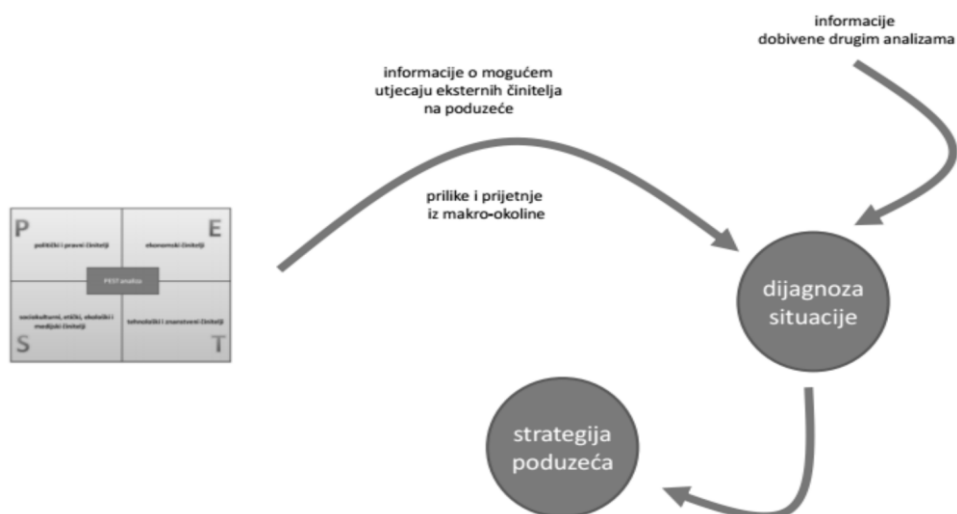 informacije
dobivene drugim analizama
informacije o mogućem
utjecaju eksternih činitelja
na poduzeće
prilike i prijetnje
iz makro-okoline
P
E
politički i pravni činitelji
ekonomski činitelji
PEST analiza
sociokulturni, etički, ekološki i
medijski činitelji
tehnološki i znanstveni činitelji
S
T
dijagnoza
situacije
strategija
poduzeća